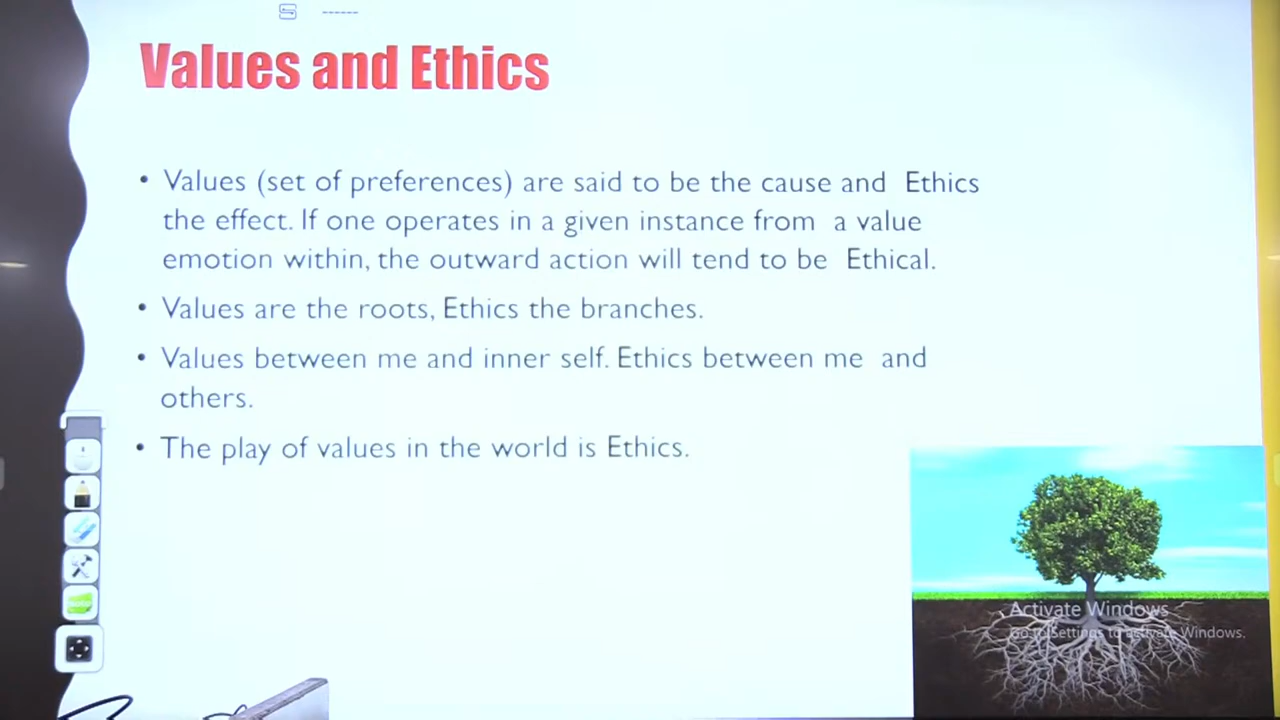 Values and Ethics
• Values (set of preferences) are said to be the cause and Ethics
the effect. If one operates in a given instance from a value
emotion within, the outward action will tend to be Ethical.
• Values are the roots, Ethics the branches.
• Values between me and inner self. Ethics between me and
others.
• The play of values in the world is Ethics.
Activate Windows
Go to Settings to activate Windows.